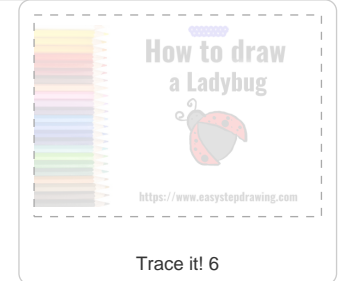 How to draw
a Ladybug
https://www.easystepdrawing.com
Trace it! 6